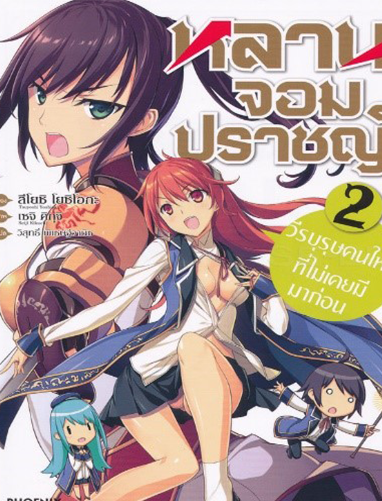 หลาน
จอม
ปราชญ์
2
สึโยชิ โยชิโอกะ
เซจิ คิคุจิ
วีรบุรุษคนให
ที่ไม่เคยมี
มาก่อน
PHOENIX